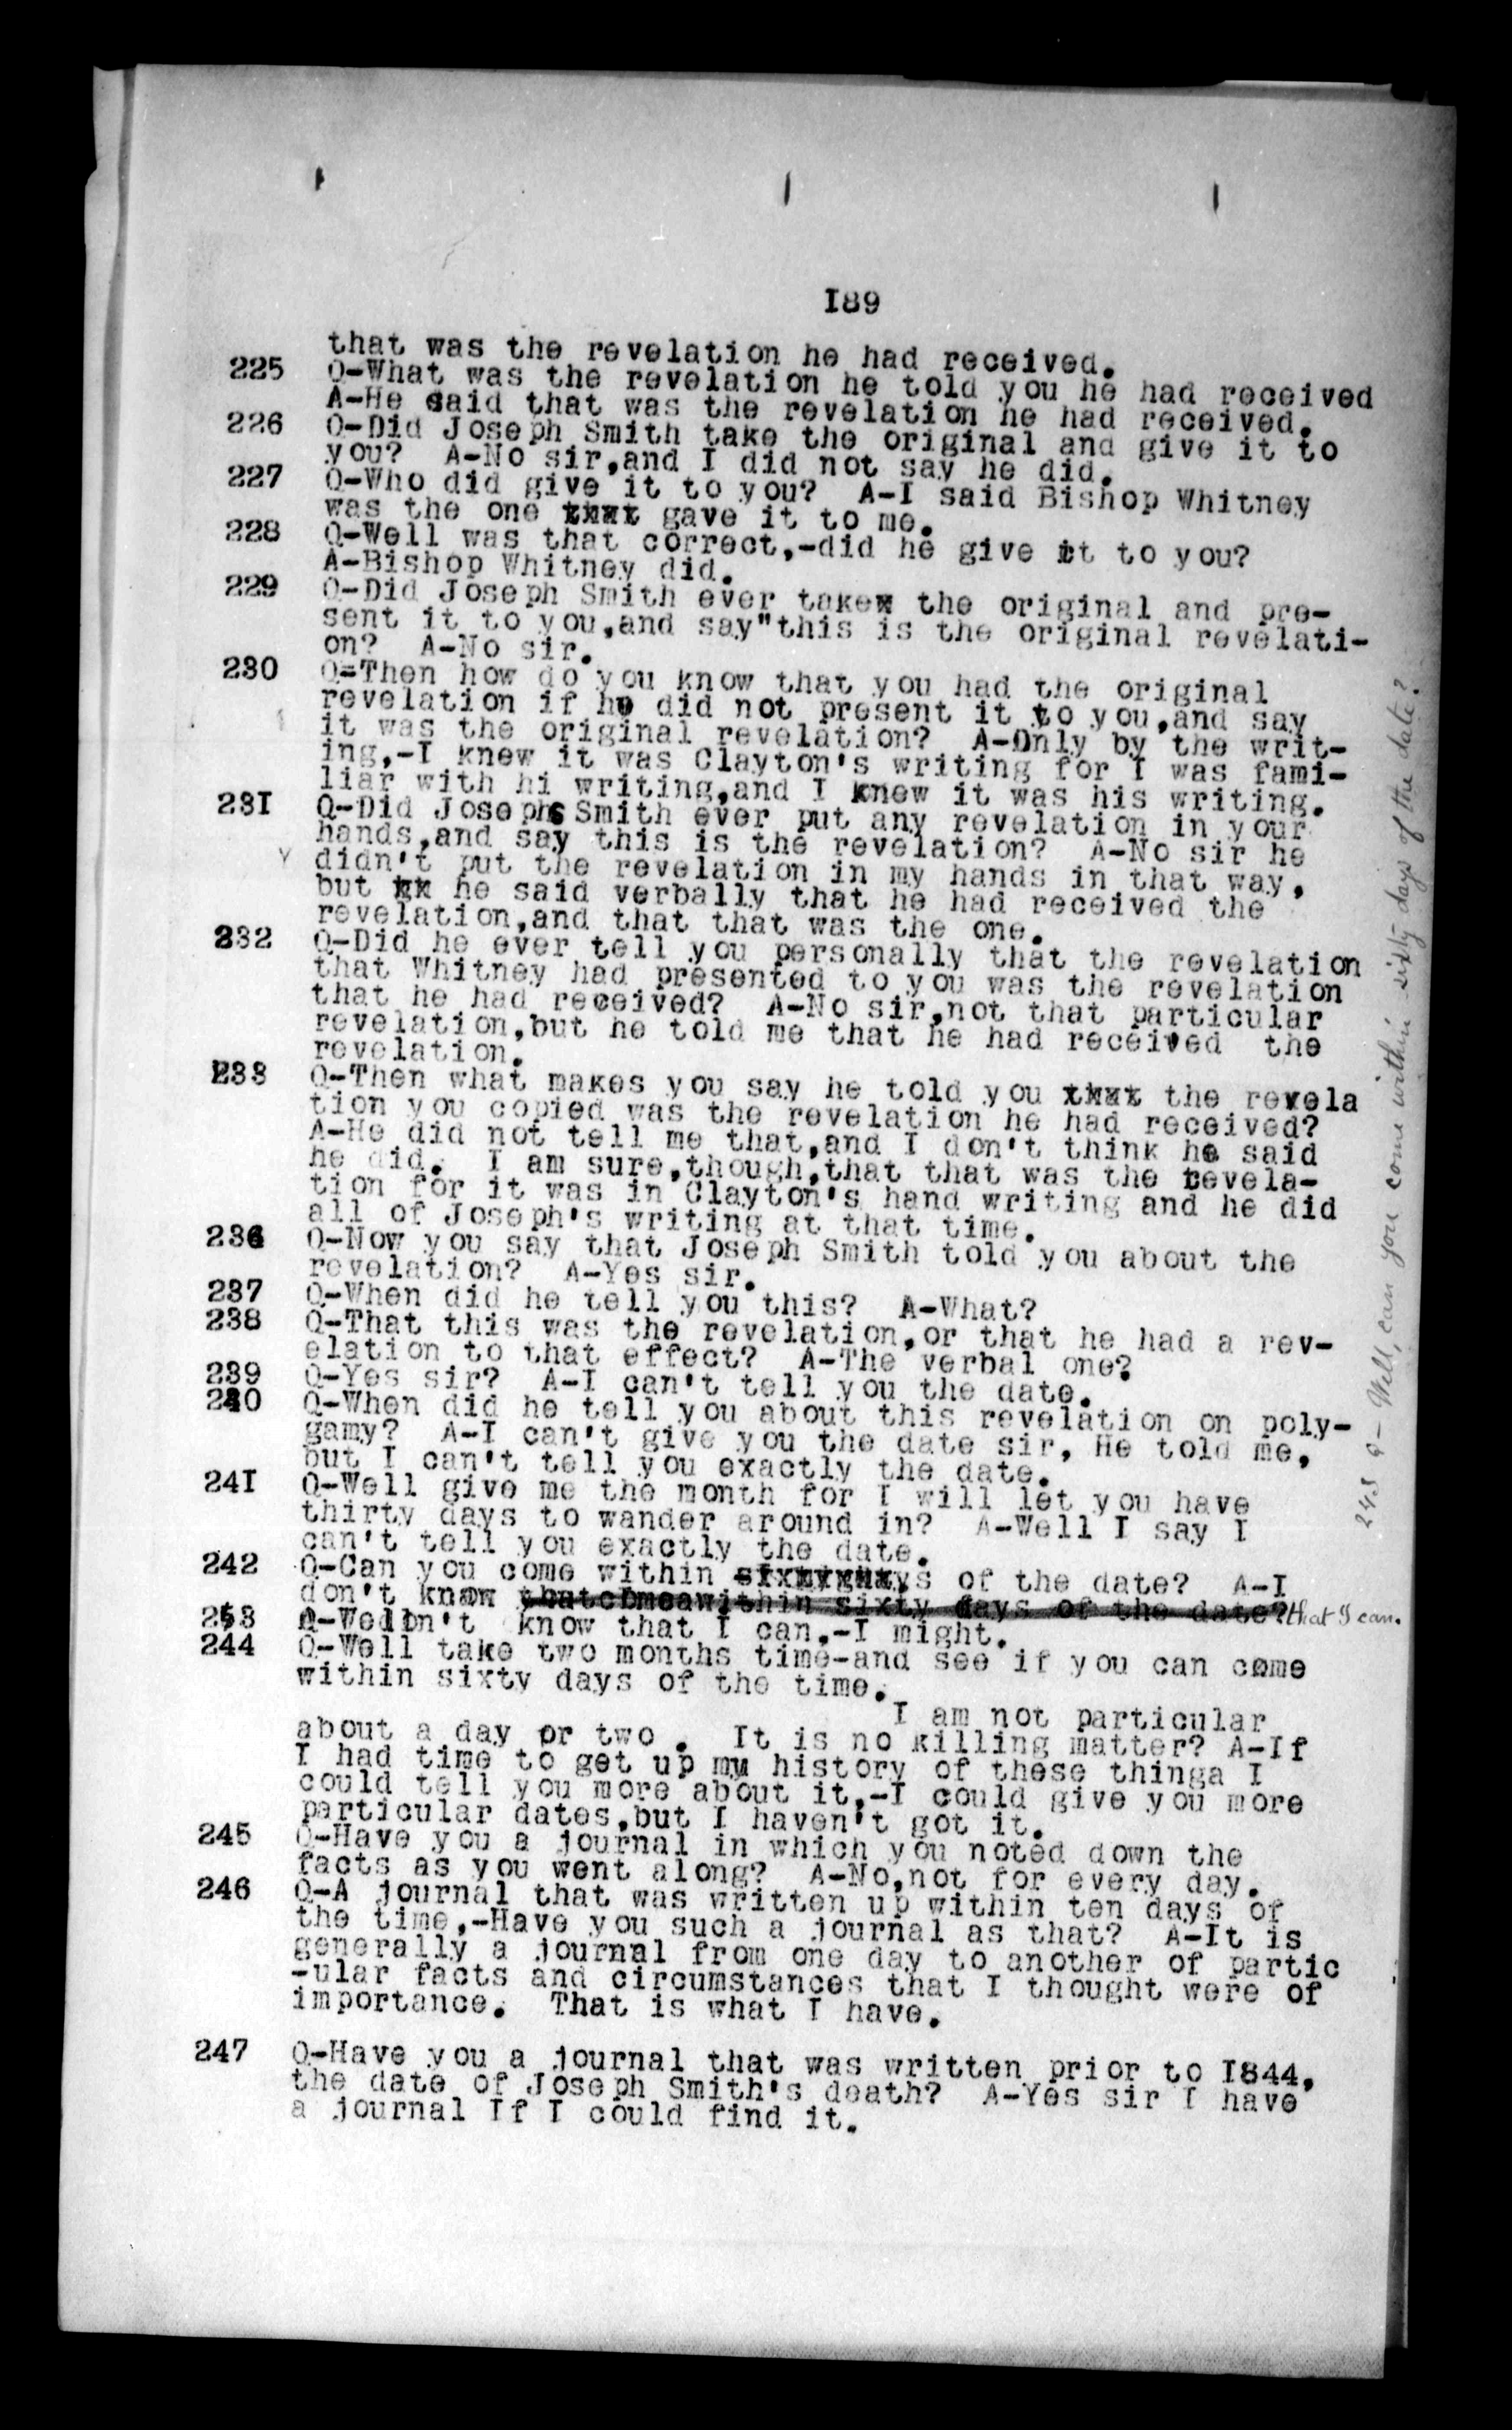 I89
that was the revelation he had received.
225 Q-What was the revelation he told you he had received
A-He said that was the revelation he had received.
226 Q-Did Joseph Smith take the original and give it to
you? A-No sir,and I did not say he did.
227 Q-Who did give it to you? A-I said Bishop Whitney
was the one gave it to me.
228 Q-Well was that correct,-did he give it to you?
A-Bishop Whitney did.
229 Q-Did Joseph Smith ever take the original and pre-
sent it to you,and say"this is the original revelati-
on? A-No sir.
230 Q=Then how do you know that you had the original
revelation if he did not present it to you,and say
it was the original revelation? A-Only by the writ-
ing,-I knew it was Clayton's writing for I was fami-
liar with hi writing,and I knew it was his writing.
23I Q-Did Joseph Smith ever put any revelation in your
hands,and say this is the revelation? A-No sir he
didn't put the revelation in my hands in that way,
but he said verbally that he had received the
revelation,and that that was the one.
232 Q-Did he ever tell you personally that the revelation
that Whitney had presented to you was the revelation
that he had received? A-No sir,not that particular
revelation,but he told me that he had received the
revelation.
233 Q-Then what makes you say he told you the revela
tion you copied was the revelation he had received?
A-He did not tell me that,and I don't think he said
he did. I am sure,though,that that was the revela-
tion for it was in Clayton's hand writing and he did
all of Joseph's writing at that time.
236 Q-Now you say that Joseph Smith told you about the
revelation? A-Yes sir.
237 Q-When did he tell you this? A-What?
238 Q-That this was the revelation,or that he had a rev-
elation to that effect? A-The verbal one?
239 Q-Yes sir? A-I can't tell you the date.
240 Q-When did he tell you about this revelation on poly-
gamy? A-I can't give you the date sir, He told me,
but I can't tell you exactly the date.
24I Q-Well give me the month for I will let you have
thirty days to wander around in? A-Well I say I
can't tell you exactly the date.
242 Q-Can you come within of the date? A-I
don't know within sixty days of the date? that I can.
243 know that I can,-I might.
244 Q-Well take two months time-and see if you can come
within sixty days of the time.
I am not particular
about a day or two . It is no killing matter? A-If
I had time to get up my history of these thinga I
could tell you more about it,-I could give you more
particular dates,but I haven't got it.
245 Q-Have you a journal in which you noted down the
facts as you went along? A-No,not for every day.
246 Q-A journal that was written up within ten days of
the time,-Have you such a journal as that? A-It is
generally a journal from one day to another of partic
-ular facts and circumstances that I thought were of
importance. That is what I have.
247 Q-Have you a journal that was written prior to I844,
the date of Joseph Smith's death? A-Yes sir I have
a journal If I could find it.
243 Q - Well, can you come within sixty days of the date?